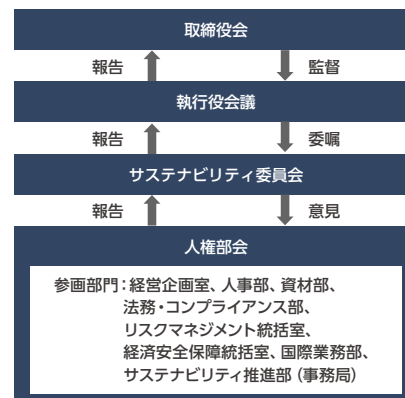 取締役会
報告 監督
執行役会議
報告 委嘱
サステナビリティ委員会
報告 意見
人権部会
参画部門：経営企画室、人事部、資材部、
法務・コンプライアンス部、
リスクマネジメント統括室、
経済安全保障統括室、国際業務部、
サステナビリティ推進部（事務局）